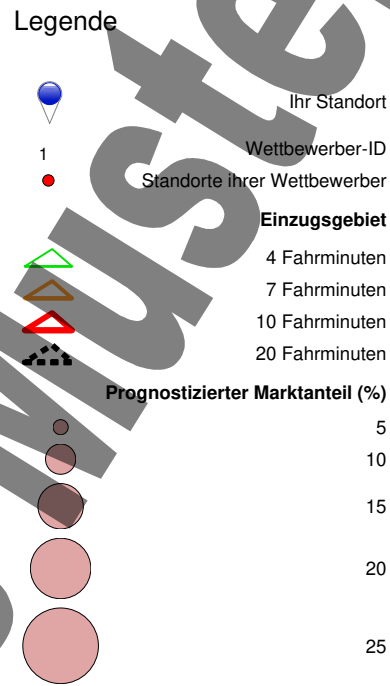 Legende
Ihr Standort
1 Wettbewerber-ID
Standorte ihrer Wettbewerber
Einzugsgebiet
4 Fahrminuten
7 Fahrminuten
10 Fahrminuten
20 Fahrminuten
Prognostizierter Marktanteil (%)
5
10
15
20
25